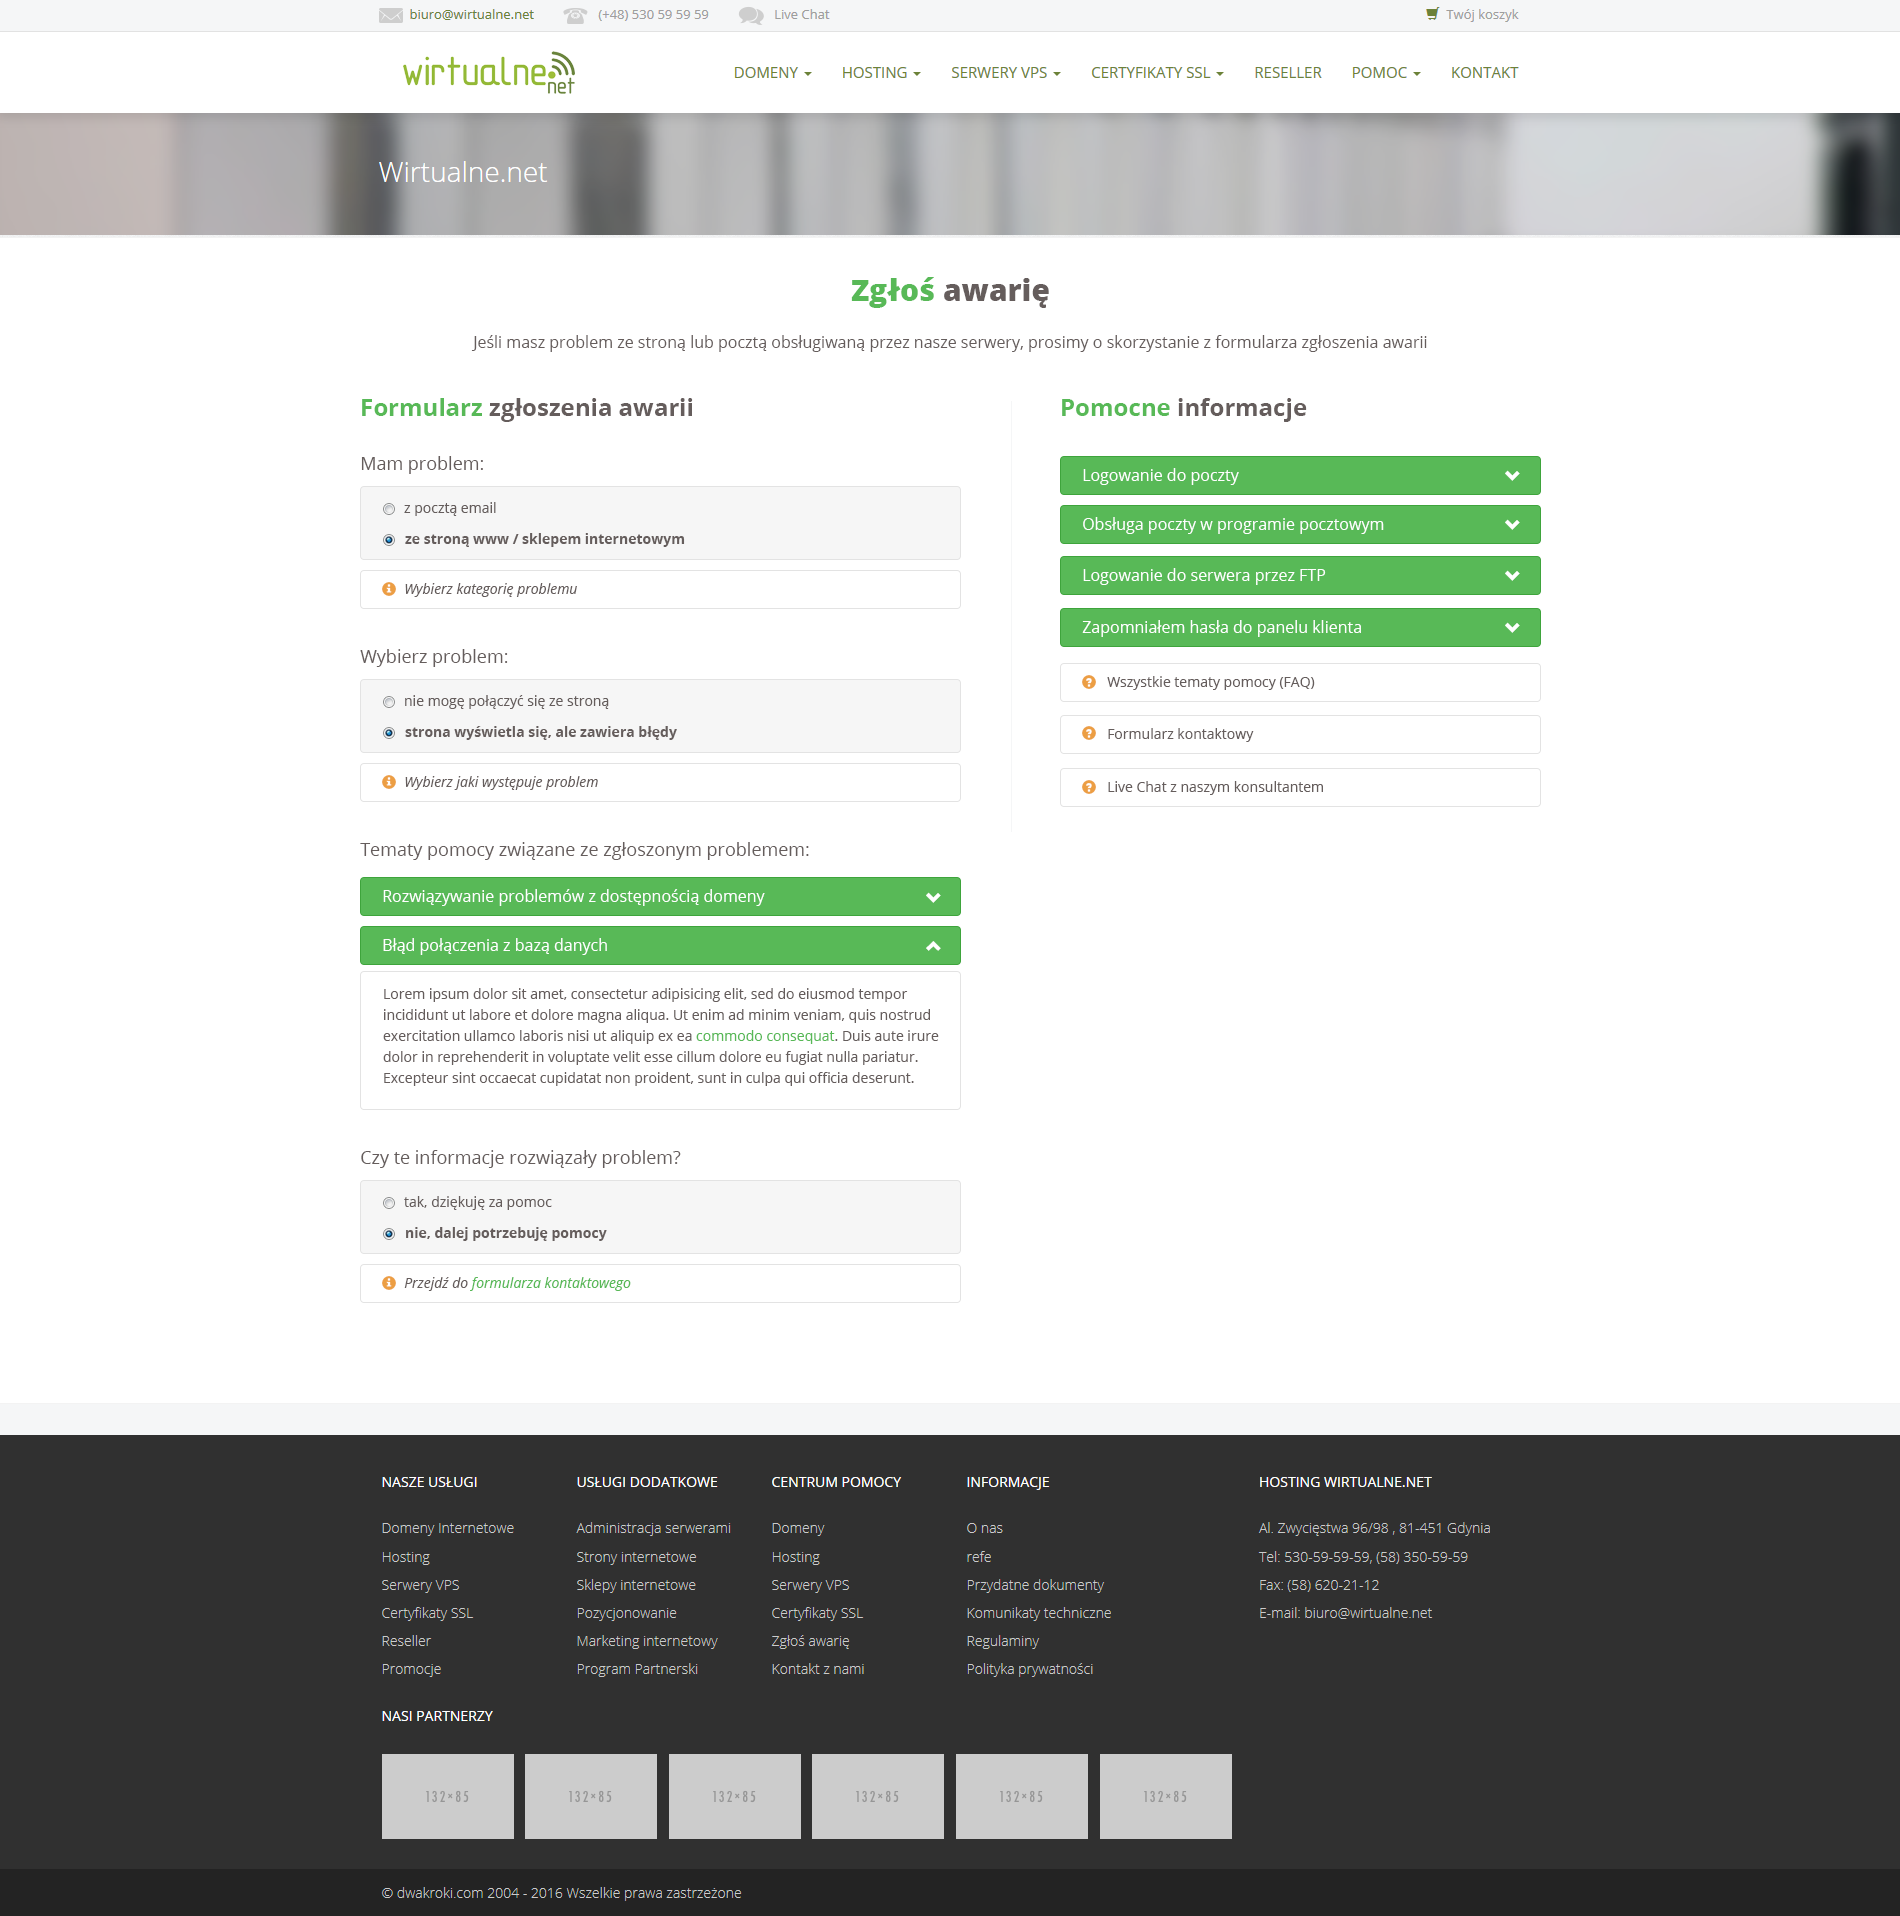 biuro@wirtualne.net (+48) 530 59 59 59 Live Chat Twój koszyk
wirtualne.net
DOMENY HOSTING SERWERY VPS CERTYFIKATY SSL RESELLER POMOC KONTAKT
Wirtualne.net
Zgłoś awarię
Jeśli masz problem ze stroną lub pocztą obsługiwaną przez nasze serwery, prosimy o skorzystanie z formularza zgłoszenia awarii
Formularz zgłoszenia awarii
Mam problem:
z pocztą email
ze stroną www / sklepem internetowym
Wybierz kategorię problemu
Wybierz problem:
nie mogę połączyć się ze stroną
strona wyświetla się, ale zawiera błędy
Wybierz jaki występuje problem
Tematy pomocy związane ze zgłoszonym problemem:
Rozwiązywanie problemów z dostępnością domeny
Błąd połączenia z bazą danych
Lorem ipsum dolor sit amet, consectetur adipisicing elit, sed do eiusmod tempor
incididunt ut labore et dolore magna aliqua. Ut enim ad minim veniam, quis nostrud
exercitation ullamco laboris nisi ut aliquip ex ea commodo consequat. Duis aute irure
dolor in reprehenderit in voluptate velit esse cillum dolore eu fugiat nulla pariatur.
Excepteur sint occaecat cupidatat non proident, sunt in culpa qui officia deserunt.
Czy te informacje rozwiązały problem?
tak, dziękuję za pomoc
nie, dalej potrzebuję pomocy
Przejdź do formularza kontaktowego
Pomocne informacje
Logowanie do poczty
Obsługa poczty w programie pocztowym
Logowanie do serwera przez FTP
Zapomniałem hasła do panelu klienta
Wszystkie tematy pomocy (FAQ)
Formularz kontaktowy
Live Chat z naszym konsultantem
NASZE USŁUGI
Domeny Internetowe
Hosting
Serwery VPS
Certyfikaty SSL
Reseller
Promocje
USŁUGI DODATKOWE
Administracja serwerami
Strony internetowe
Sklepy internetowe
Pozycjonowanie
Marketing internetowy
Program Partnerski
CENTRUM POMOCY
Domeny
Hosting
Serwery VPS
Certyfikaty SSL
Zgłoś awarię
Kontakt z nami
INFORMACJE
O nas
refe
Przydatne dokumenty
Komunikaty techniczne
Regulaminy
Polityka prywatności
HOSTING WIRTUALNE.NET
Al. Zwycięstwa 96/98 , 81-451 Gdynia
Tel: 530-59-59-59, (58) 350-59-59
Fax: (58) 620-21-12
E-mail: biuro@wirtualne.net
NASI PARTNERZY
132×85 132×85 132×85 132×85 132×85 132×85
© dwakroki.com 2004 - 2016 Wszelkie prawa zastrzeżone